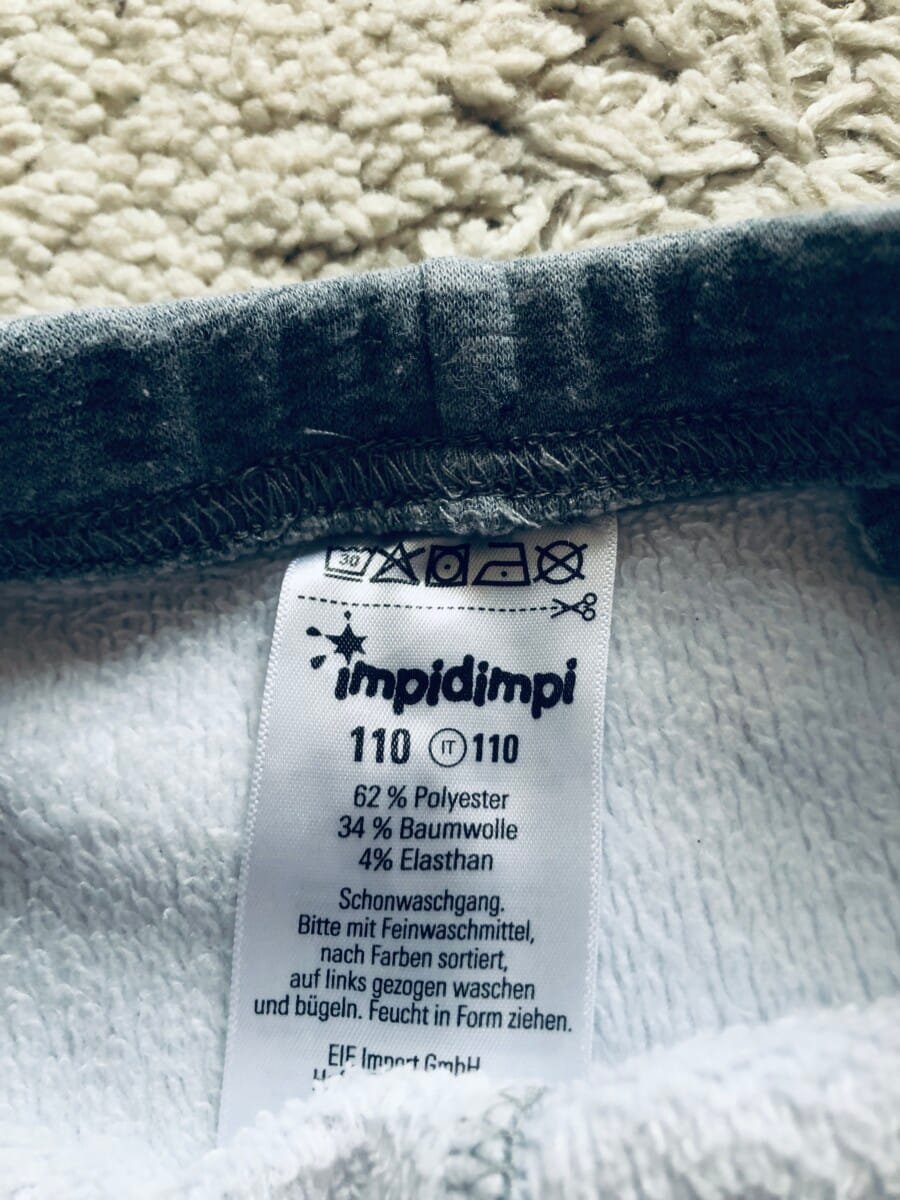 30
impidimpi
110 IT 110
62 % Polyester
34 % Baumwolle
4% Elasthan
Schonwaschgang.
Bitte mit Feinwaschmittel,
nach Farben sortiert,
auf links gezogen waschen
und bügeln. Feucht in Form ziehen.
EIF Import GmbH